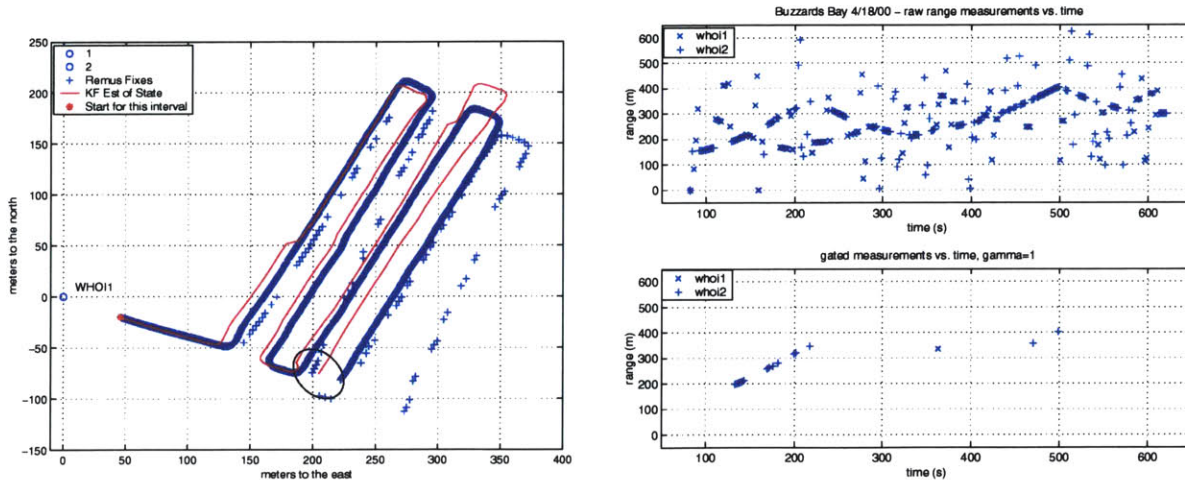 250
200
150
100
50
0
-50
-100
-150
0 50 100 150 200 250 300 350 400
meters to the north
meters to the east
1
2
Remus Fixes
KF Est of State
Start for this interval
WHOI1
Buzzards Bay 4/18/00 – raw range measurements vs. time
whoi1
whoi2
600
500
400
300
200
100
0
range (m)
100 200 300 400 500 600
time (s)
gated measurements vs. time, gamma=1
whoi1
whoi2
600
500
400
300
200
100
0
range (m)
100 200 300 400 500 600
time (s)